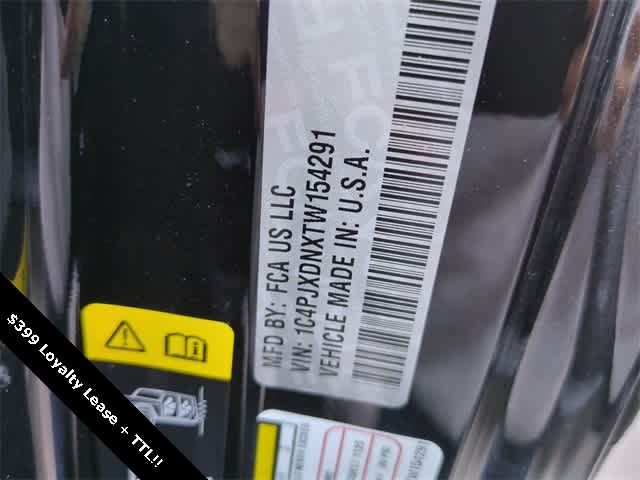 MFD BY: FCA US LLC
VIN: 1C4PJXDNXTW154291
VEHICLE MADE IN: U.S.A.
$399 Loyalty Lease + TTL!!